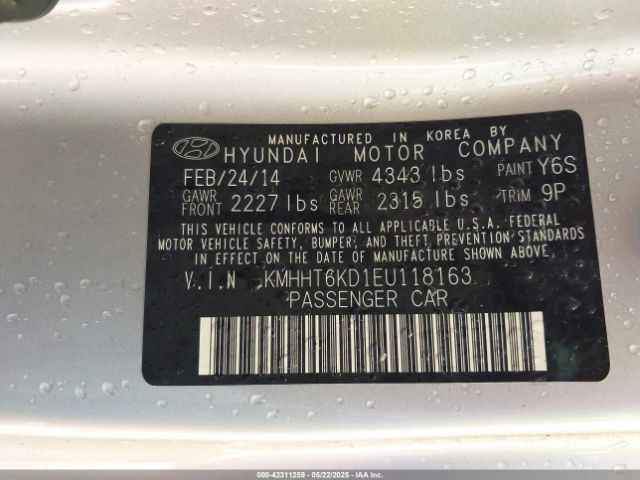 MANUFACTURED IN KOREA BY
HYUNDAI MOTOR COMPANY
FEB/24/14 GVWR 4343 lbs PAINT Y6S
GAWR FRONT 2227 lbs GAWR REAR 2315 lbs TRIM 9P
THIS VEHICLE CONFORMS TO ALL APPLICABLE U.S.A. FEDERAL
MOTOR VEHICLE SAFETY, BUMPER, AND THEFT PREVENTION
STANDARDS IN EFFECT ON THE DATE OF MANUFACTURE SHOWN ABOVE.
V.I.N KMHHT6KD1EU118163
PASSENGER CAR
000-42311259 - 05/22/2025 - IAA Inc.